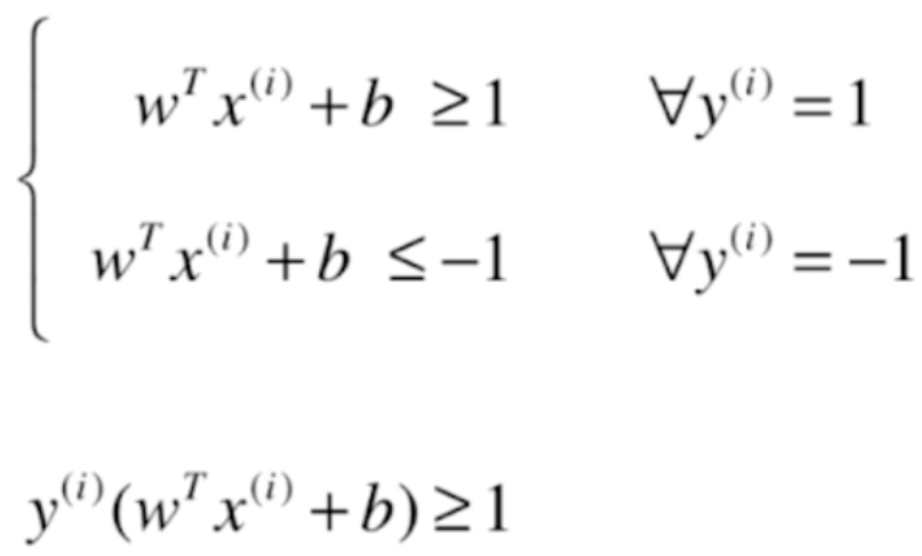 w^T x^{(i)} + b ≥ 1 ∀y^{(i)} = 1
w^T x^{(i)} + b ≤ −1 ∀y^{(i)} = −1
y^{(i)}(w^T x^{(i)} + b) ≥ 1